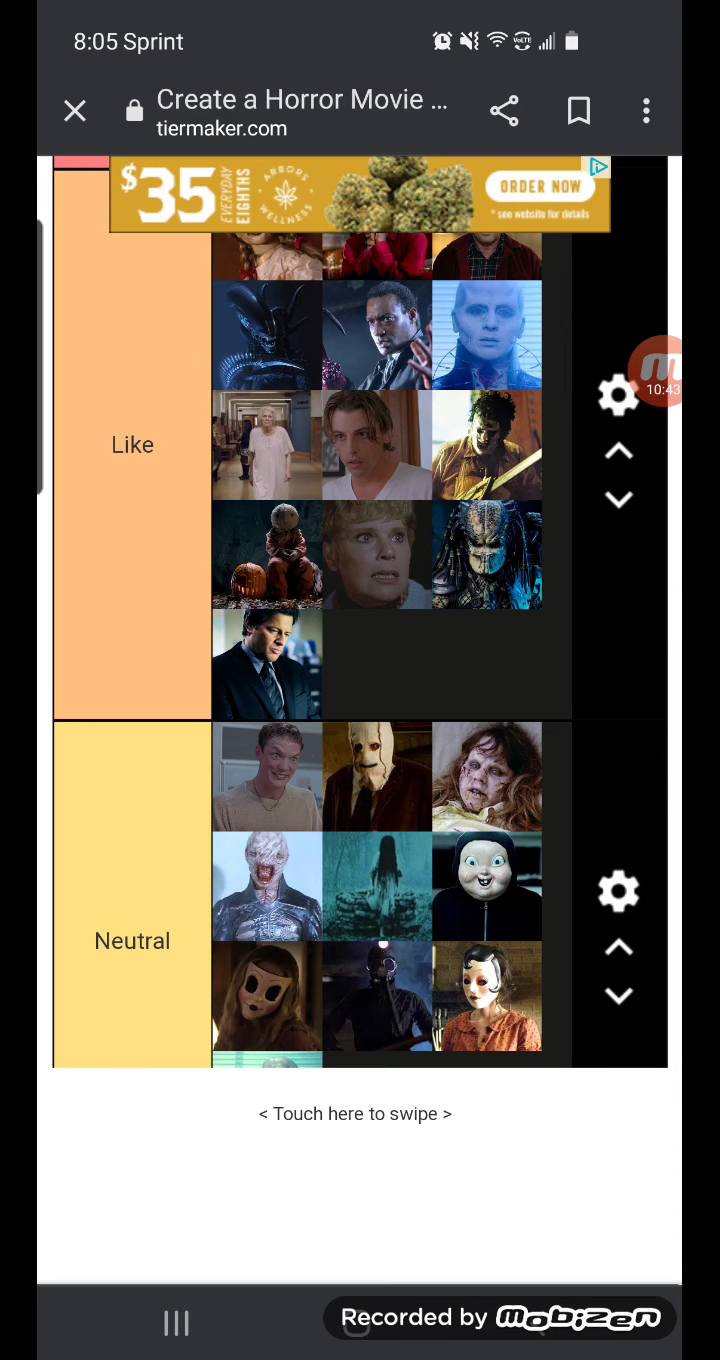 8:05 Sprint
VoLTE
Create a Horror Movie ...
tiermaker.com
$35 EVERYDAY EIGHTHS
ARBORS WELLNESS
ORDER NOW
* see website for details
10:43
Like
Neutral
< Touch here to swipe >
Recorded by mobizen